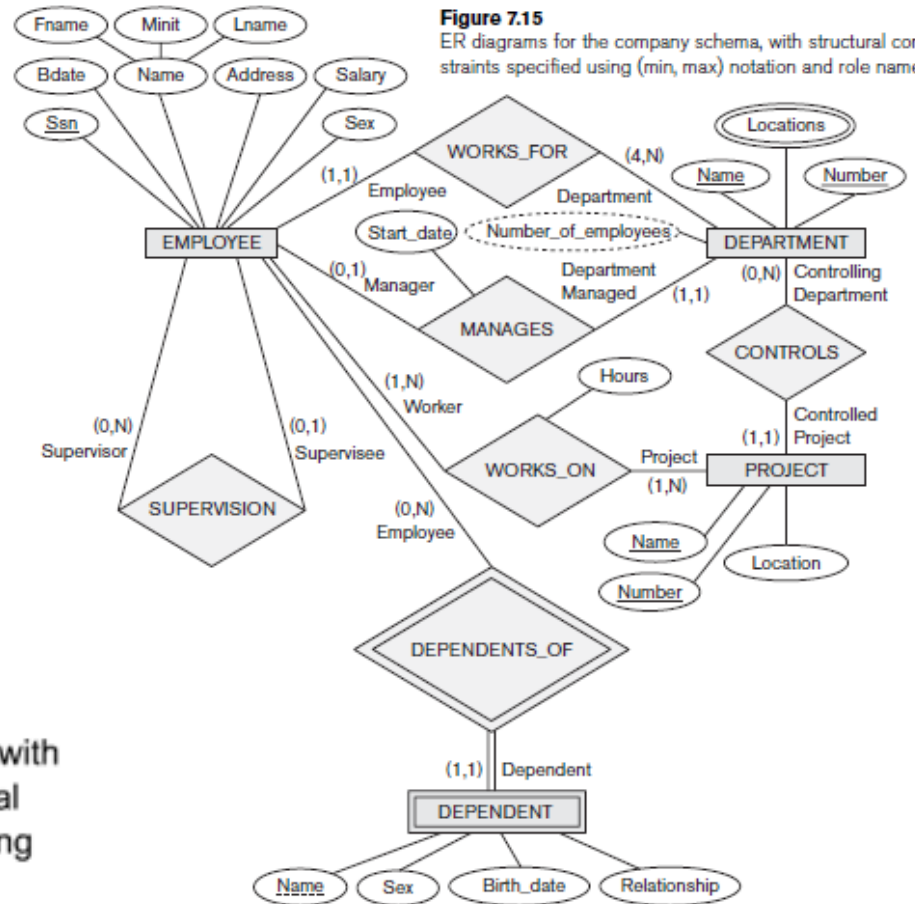 Figure 7.15
ER diagrams for the company schema, with structural con
straints specified using (min, max) notation and role name
Fname
Minit
Lname
Bdate
Name
Address
Salary
Ssn
Sex
WORKS_FOR
(1,1)
Employee
(4,N)
Department
Locations
Name
Number
EMPLOYEE
Start_date
Number_of_employees
DEPARTMENT
(0,1)
Manager
MANAGES
Department
Managed
(1,1)
(0,N)
Controlling
Department
CONTROLS
(0,N)
Supervisor
(0,1)
Supervisee
SUPERVISION
(1,N)
Worker
Hours
WORKS_ON
Project
(1,N)
Controlled
Project
(1,1)
PROJECT
Name
Number
Location
(0,N)
Employee
DEPENDENTS_OF
with
al
ng
(1,1)
Dependent
DEPENDENT
Name
Sex
Birth_date
Relationship